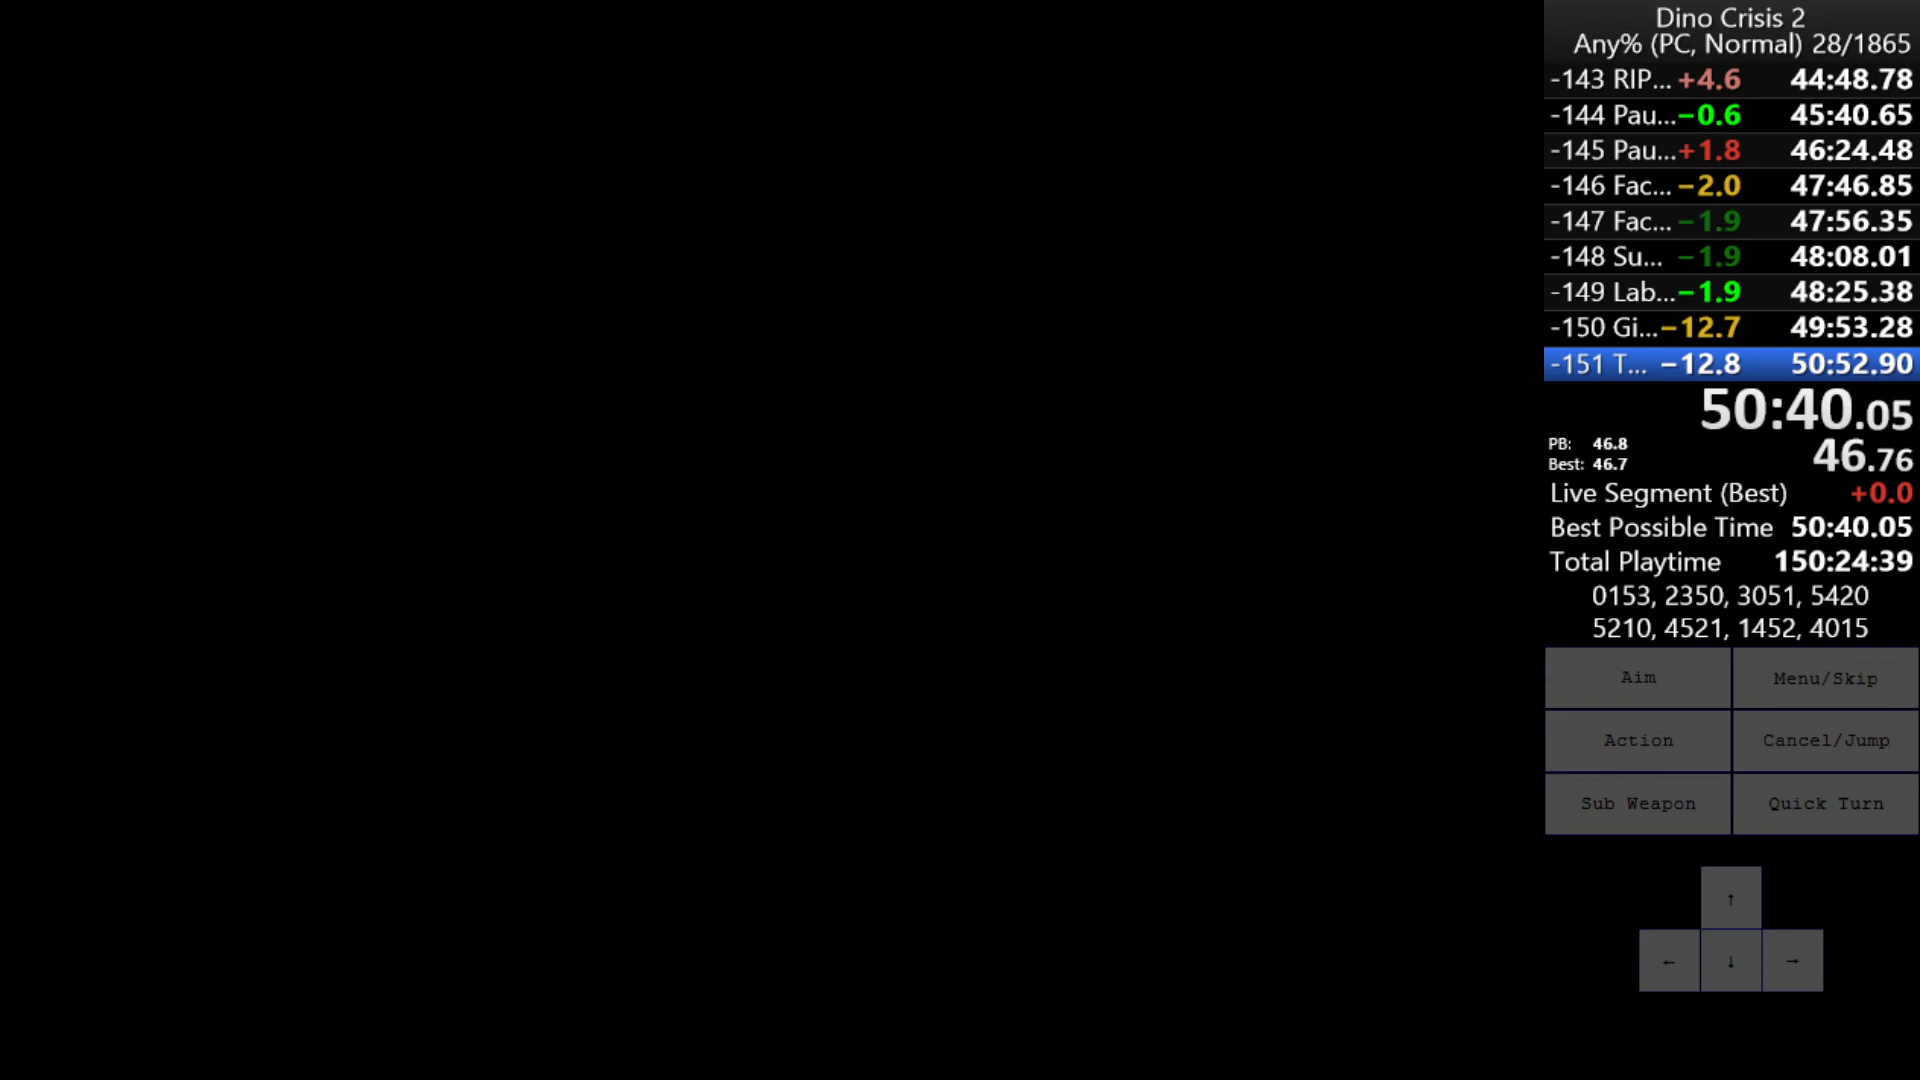 Dino Crisis 2
Any% (PC, Normal) 28/1865
-143 RIP... +4.6 44:48.78
-144 Pau... −0.6 45:40.65
-145 Pau... +1.8 46:24.48
-146 Fac... −2.0 47:46.85
-147 Fac... −1.9 47:56.35
-148 Su... −1.9 48:08.01
-149 Lab... −1.9 48:25.38
-150 Gi... −12.7 49:53.28
-151 T... −12.8 50:52.90
50:40.05
PB: 46.8
Best: 46.7
46.76
Live Segment (Best) +0.0
Best Possible Time 50:40.05
Total Playtime 150:24:39
0153, 2350, 3051, 5420
5210, 4521, 1452, 4015
Aim Menu/Skip
Action Cancel/Jump
Sub Weapon Quick Turn
↑
← ↓ →